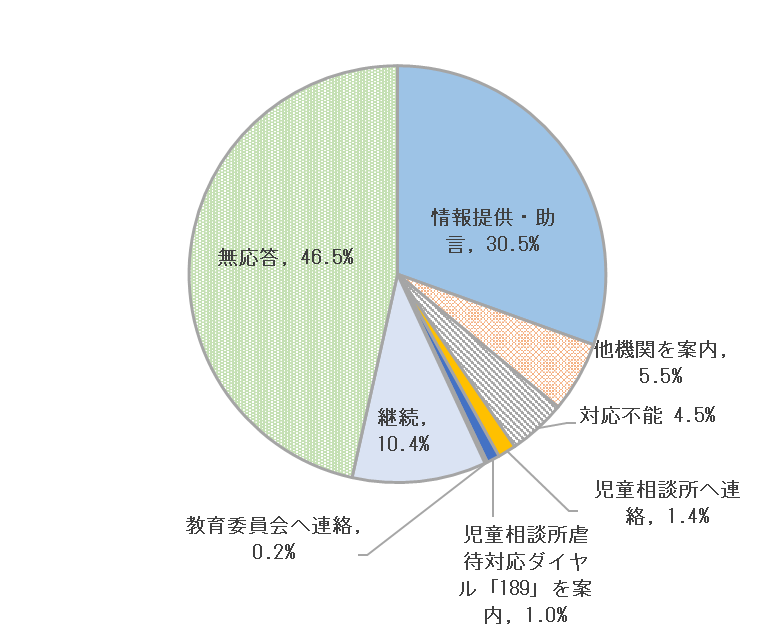 情報提供・助
言, 30.5%
無応答, 46.5%
他機関を案内,
5.5%
対応不能 4.5%
継続,
10.4%
児童相談所へ連
絡, 1.4%
教育委員会へ連絡,
0.2%
児童相談所虐
待対応ダイヤ
ル「189」を案
内, 1.0%